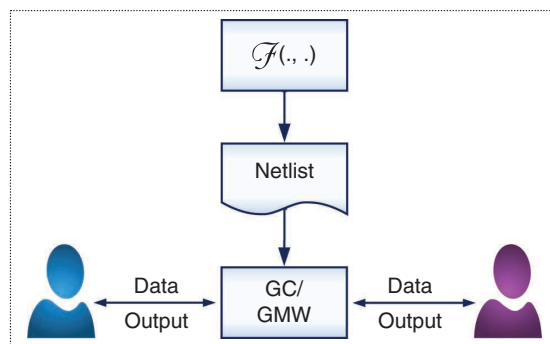 ℱ(., .)
Netlist
Data
Output
GC/
GMW
Data
Output